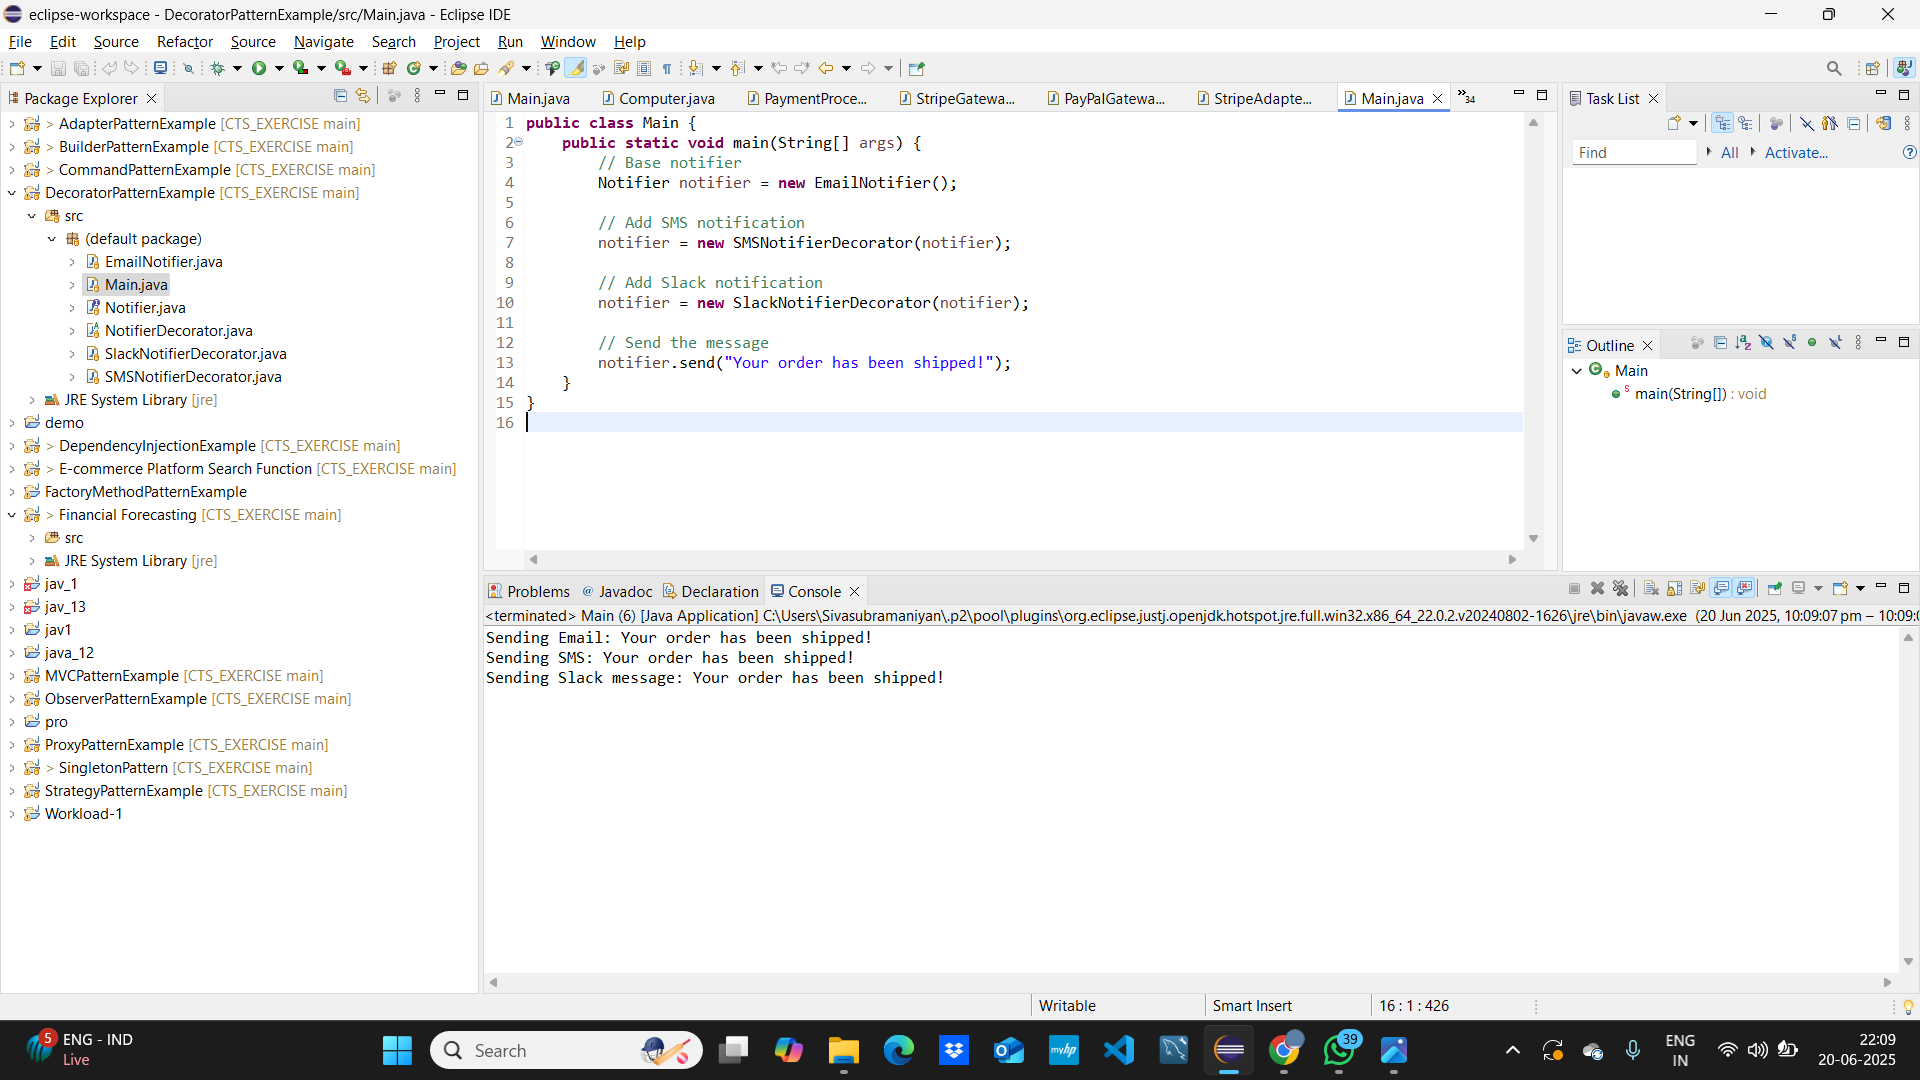 eclipse-workspace - DecoratorPatternExample/src/Main.java - Eclipse IDE
File Edit Source Refactor Source Navigate Search Project Run Window Help
Package Explorer
> AdapterPatternExample [CTS_EXERCISE main]
> BuilderPatternExample [CTS_EXERCISE main]
> CommandPatternExample [CTS_EXERCISE main]
DecoratorPatternExample [CTS_EXERCISE main]
src
(default package)
EmailNotifier.java
Main.java
Notifier.java
NotifierDecorator.java
SlackNotifierDecorator.java
SMSNotifierDecorator.java
JRE System Library [jre]
demo
> DependencyInjectionExample [CTS_EXERCISE main]
> E-commerce Platform Search Function [CTS_EXERCISE main]
FactoryMethodPatternExample
> Financial Forecasting [CTS_EXERCISE main]
src
JRE System Library [jre]
jav_1
jav_13
jav1
java_12
MVCPatternExample [CTS_EXERCISE main]
ObserverPatternExample [CTS_EXERCISE main]
pro
ProxyPatternExample [CTS_EXERCISE main]
> SingletonPattern [CTS_EXERCISE main]
StrategyPatternExample [CTS_EXERCISE main]
Workload-1
Main.java Computer.java PaymentProce... StripeGatewa... PayPalGatewa... StripeAdapte... Main.java »34
1 public class Main {
2 public static void main(String[] args) {
3 // Base notifier
4 Notifier notifier = new EmailNotifier();
5
6 // Add SMS notification
7 notifier = new SMSNotifierDecorator(notifier);
8
9 // Add Slack notification
10 notifier = new SlackNotifierDecorator(notifier);
11
12 // Send the message
13 notifier.send("Your order has been shipped!");
14 }
15 }
16
Task List
Find All Activate...
Outline
Main
main(String[]) : void
Problems Javadoc Declaration Console
<terminated> Main (6) [Java Application] C:\Users\Sivasubramaniyan\.p2\pool\plugins\org.eclipse.justj.openjdk.hotspot.jre.full.win32.x86_64_22.0.2.v20240802-1626\jre\bin\javaw.exe (20 Jun 2025, 10:09:07 pm – 10:09:0
Sending Email: Your order has been shipped!
Sending SMS: Your order has been shipped!
Sending Slack message: Your order has been shipped!
Writable Smart Insert 16 : 1 : 426
5 ENG - IND
Live
Search
myhp
39
ENG
IN
22:09
20-06-2025